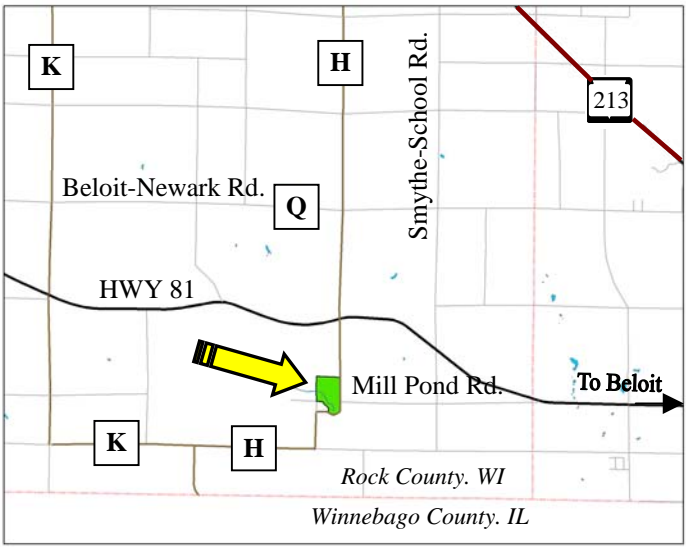 K
H
Smythe-School Rd.
213
Beloit-Newark Rd.
Q
HWY 81
Mill Pond Rd.
To Beloit
K
H
Rock County. WI
Winnebago County. IL